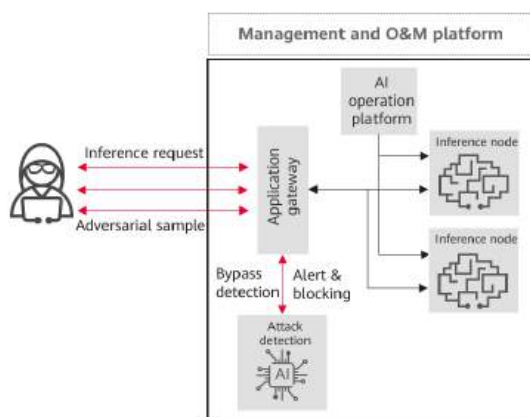 Management and O&M platform
AI
operation
platform
Inference node
Inference request
Application
gateway
Adversarial sample
Inference node
Bypass
detection
Alert &
blocking
Attack
detection
AI